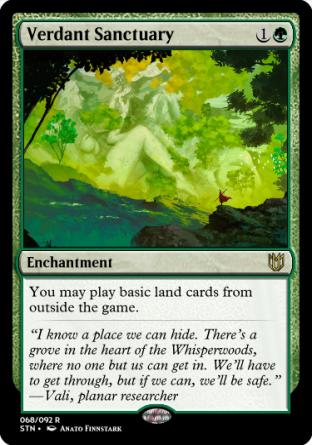 Verdant Sanctuary 1
Enchantment
You may play basic land cards from
outside the game.
“I know a place we can hide. There’s a
grove in the heart of the Whisperwoods,
where no one but us can get in. We’ll have
to get through, but if we can, we’ll be safe.”
—Vali, planar researcher
068/092 R
STN • Anato Finnstark